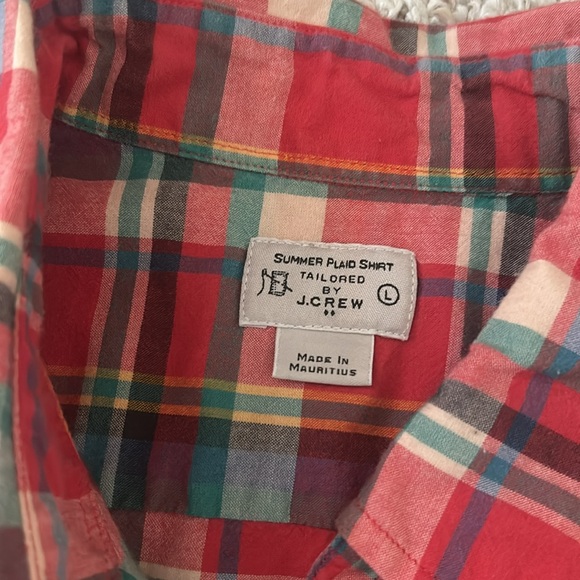 SUMMER PLAID SHIRT
TAILORED
BY
J.CREW
L
MADE IN
MAURITIUS